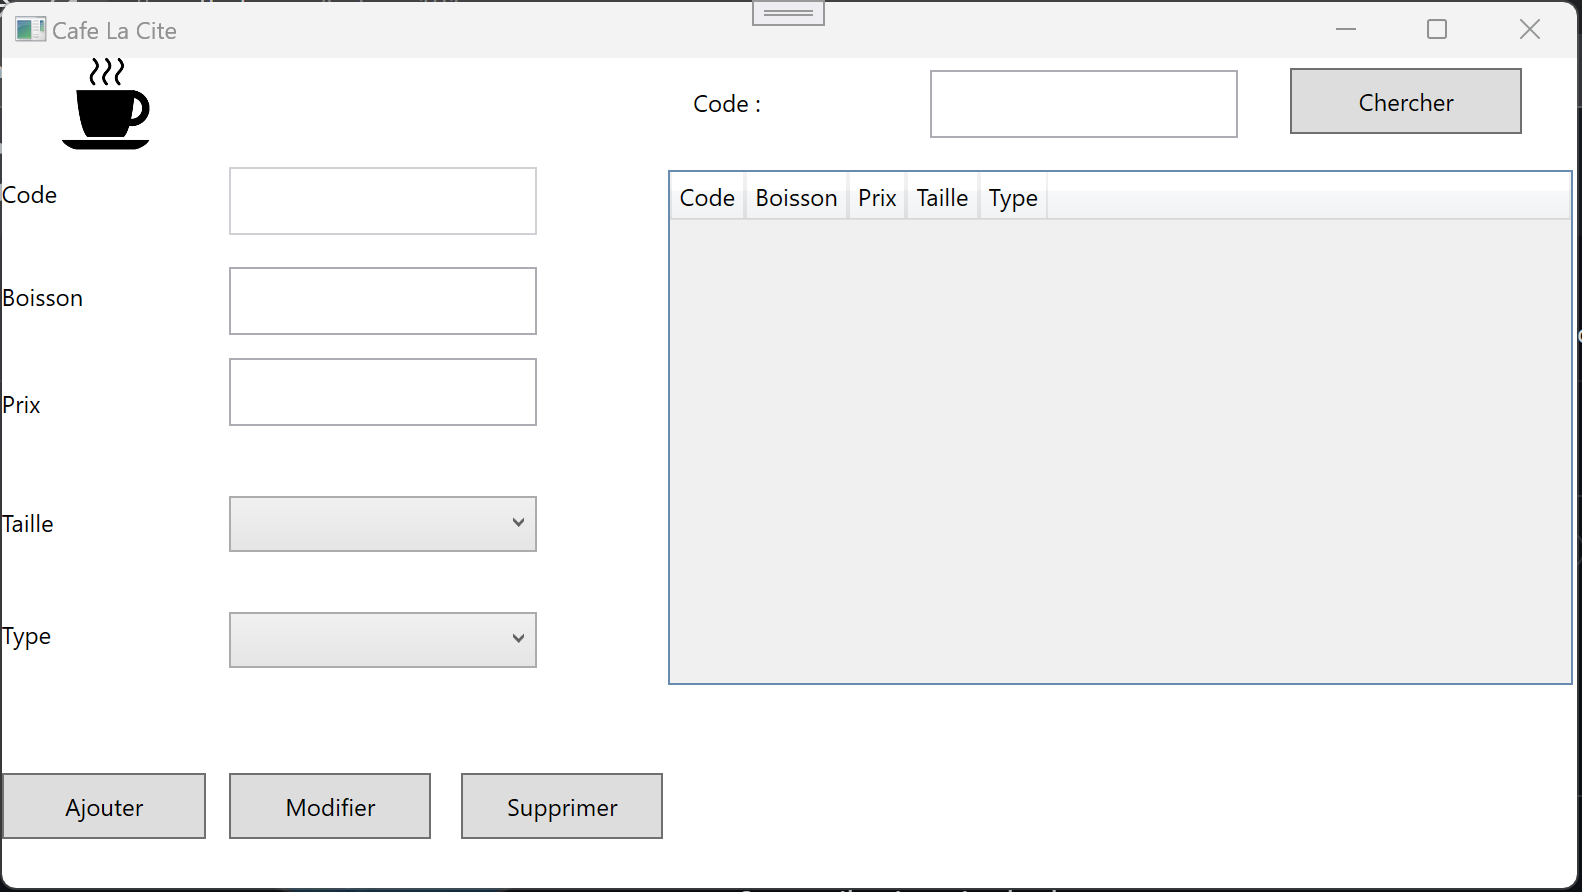 Cafe La Cite
Code :
Chercher
Code
Boisson
Prix
Taille
Type
Code Boisson Prix Taille Type
Ajouter Modifier Supprimer